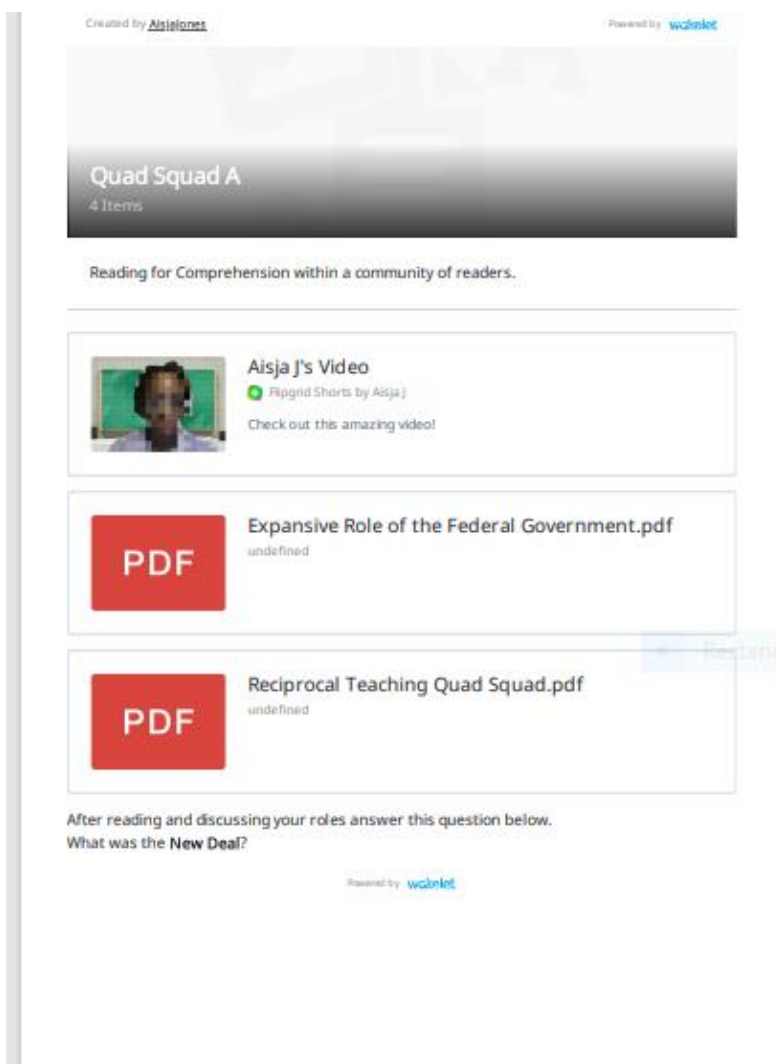 Created by AisjaJones
Powered by wakelet
Quad Squad A
4 Items
Reading for Comprehension within a community of readers.
Aisja J's Video
Flipgrid Shorts by Aisja J
Check out this amazing video!
PDF
Expansive Role of the Federal Government.pdf
undefined
PDF
Reciprocal Teaching Quad Squad.pdf
undefined
After reading and discussing your roles answer this question below.
What was the New Deal?
Powered by wakelet